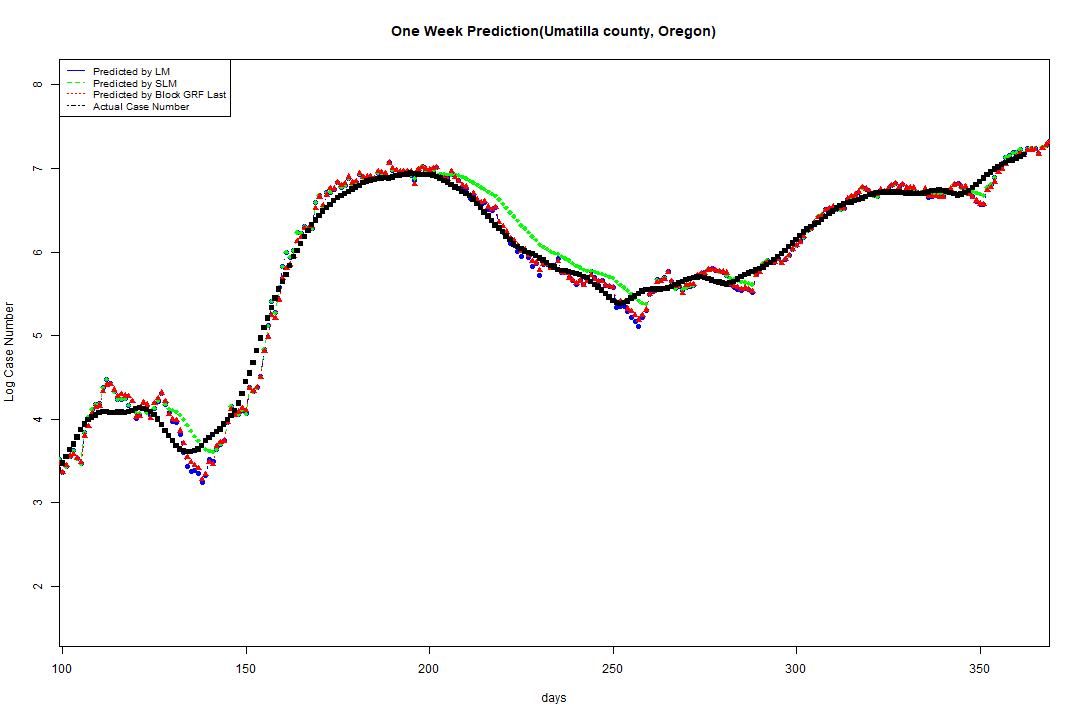 One Week Prediction(Umatilla county, Oregon)
Predicted by LM
Predicted by SLM
Predicted by Block GRF Last
Actual Case Number
8
7
6
5
4
3
2
Log Case Number
100 150 200 250 300 350
days